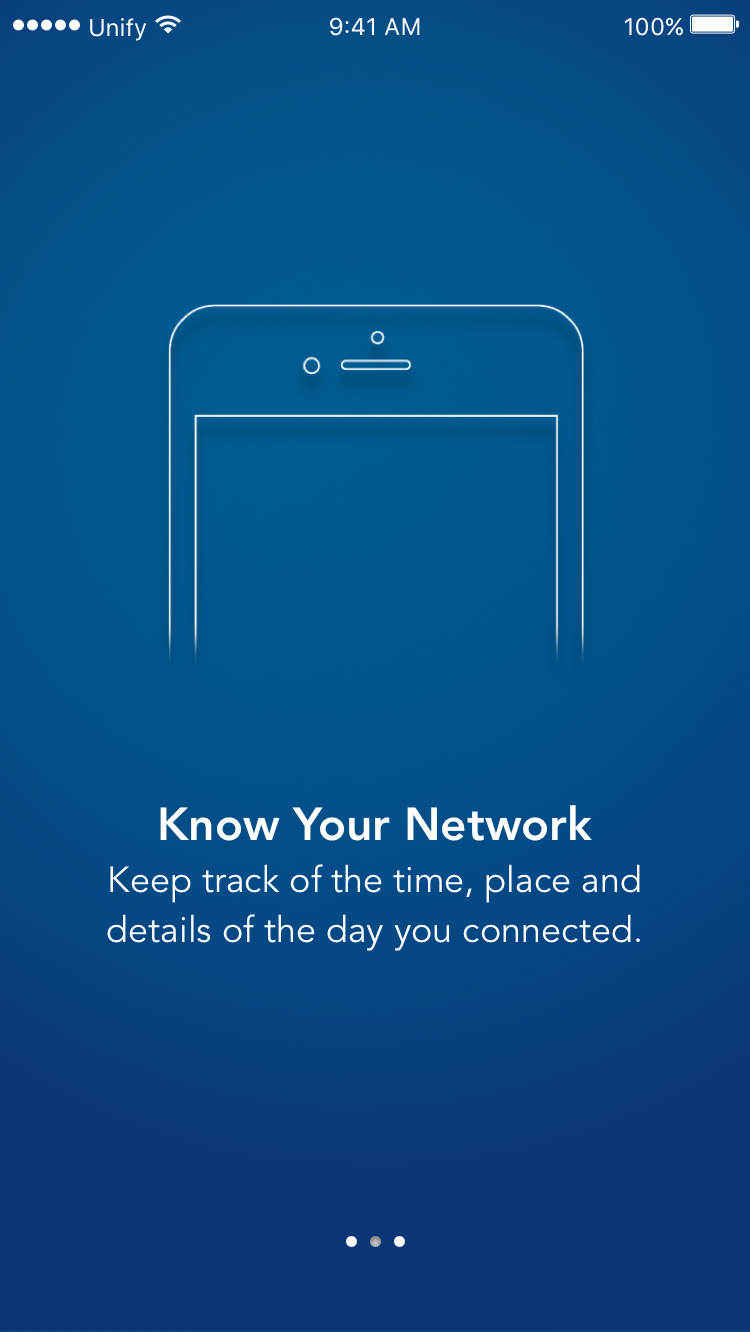 Unify 9:41 AM 100%
Know Your Network
Keep track of the time, place and
details of the day you connected.